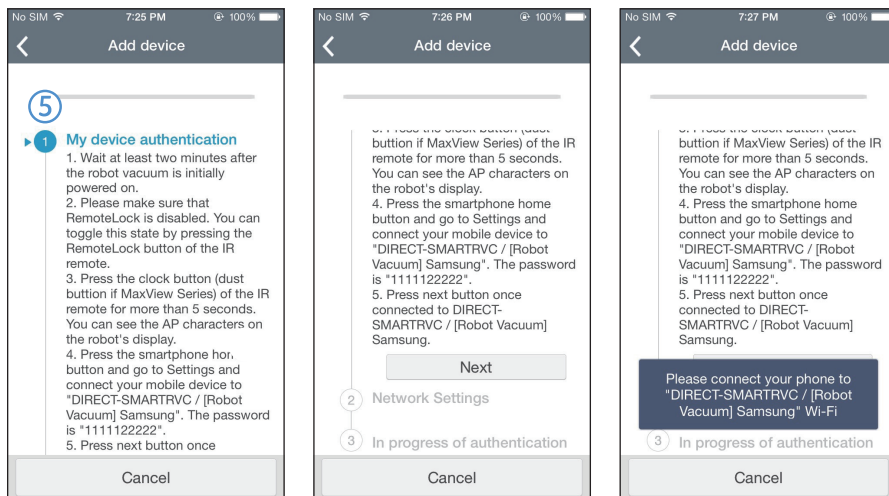 No SIM 7:25 PM 100%
Add device
5
1 My device authentication
1. Wait at least two minutes after
the robot vacuum is initially
powered on.
2. Please make sure that
RemoteLock is disabled. You can
toggle this state by pressing the
RemoteLock button of the IR
remote.
3. Press the clock button (dust
buttion if MaxView Series) of the IR
remote for more than 5 seconds.
You can see the AP characters on
the robot's display.
4. Press the smartphone
button and go to Settings and
connect your mobile device to
"DIRECT-SMARTRVC / [Robot
Vacuum] Samsung". The password
is "1111122222".
5. Press next button once
Cancel
No SIM 7:26 PM 100%
Add device
3. Press the clock button (dust
buttion if MaxView Series) of the IR
remote for more than 5 seconds.
You can see the AP characters on
the robot's display.
4. Press the smartphone home
button and go to Settings and
connect your mobile device to
"DIRECT-SMARTRVC / [Robot
Vacuum] Samsung". The password
is "1111122222".
5. Press next button once
connected to DIRECT-
SMARTRVC / [Robot Vacuum]
Samsung.
Next
2 Network Settings
3 In progress of authentication
Cancel
No SIM 7:27 PM 100%
Add device
3. Press the clock button (dust
buttion if MaxView Series) of the IR
remote for more than 5 seconds.
You can see the AP characters on
the robot's display.
4. Press the smartphone home
button and go to Settings and
connect your mobile device to
"DIRECT-SMARTRVC / [Robot
Vacuum] Samsung". The password
is "1111122222".
5. Press next button once
connected to DIRECT-
SMARTRVC / [Robot Vacuum]
Samsung.
Please connect your phone to
"DIRECT-SMARTRVC / [Robot
Vacuum] Samsung" Wi-Fi
3 In progress of authentication
Cancel